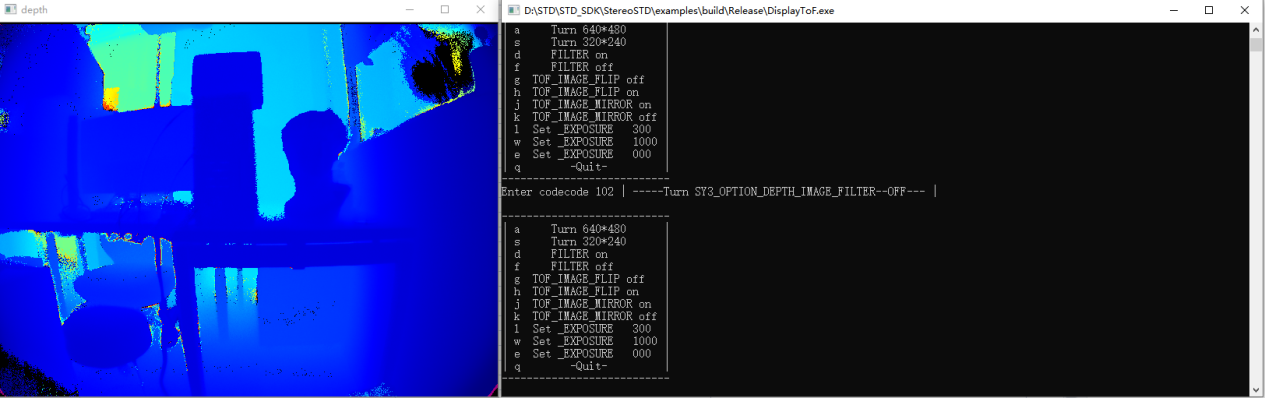 depth
D:\STD\STD_SDK\StereoSTD\examples\build\Release\DisplayToF.exe
| a Turn 640*480 |
| s Turn 320*240 |
| d FILTER on |
| f FILTER off |
| g TOF_IMAGE_FLIP off |
| h TOF_IMAGE_FLIP on |
| j TOF_IMAGE_MIRROR on |
| k TOF_IMAGE_MIRROR off |
| l Set _EXPOSURE 300 |
| w Set _EXPOSURE 1000 |
| e Set _EXPOSURE 000 |
| q -Quit- |
---------------------------
Enter codecode 102 | -----Turn SY3_OPTION_DEPTH_IMAGE_FILTER--OFF--- |
---------------------------
| a Turn 640*480 |
| s Turn 320*240 |
| d FILTER on |
| f FILTER off |
| g TOF_IMAGE_FLIP off |
| h TOF_IMAGE_FLIP on |
| j TOF_IMAGE_MIRROR on |
| k TOF_IMAGE_MIRROR off |
| l Set _EXPOSURE 300 |
| w Set _EXPOSURE 1000 |
| e Set _EXPOSURE 000 |
| q -Quit- |
---------------------------